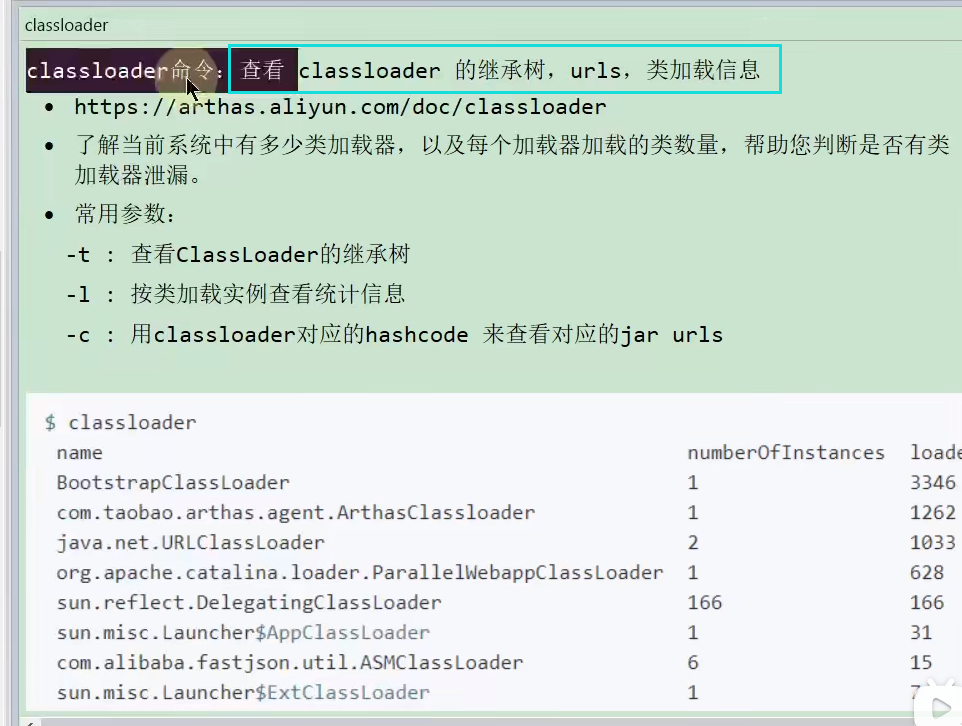 classloader
classloader命令：查看 classloader 的继承树，urls，类加载信息
• https://arthas.aliyun.com/doc/classloader
• 了解当前系统中有多少类加载器，以及每个加载器加载的类数量，帮助您判断是否有类
加载器泄漏。
• 常用参数：
-t : 查看ClassLoader的继承树
-l : 按类加载实例查看统计信息
-c : 用classloader对应的hashcode 来查看对应的jar urls
$ classloader
name numberOfInstances loade
BootstrapClassLoader 1 3346
com.taobao.arthas.agent.ArthasClassloader 1 1262
java.net.URLClassLoader 2 1033
org.apache.catalina.loader.ParallelWebappClassLoader 1 628
sun.reflect.DelegatingClassLoader 166 166
sun.misc.Launcher$AppClassLoader 1 31
com.alibaba.fastjson.util.ASMClassLoader 6 15
sun.misc.Launcher$ExtClassLoader 1